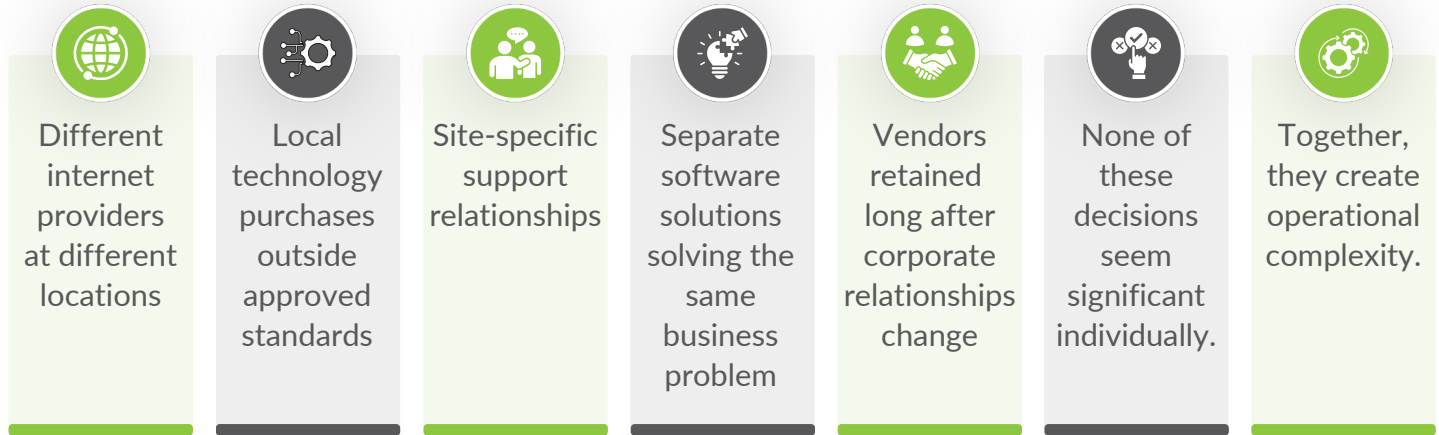 Different
internet
providers
at different
locations
Local
technology
purchases
outside
approved
standards
Site-specific
support
relationships
Separate
software
solutions
solving the
same
business
problem
Vendors
retained
long after
corporate
relationships
change
None of
these
decisions
seem
significant
individually.
Together,
they create
operational
complexity.